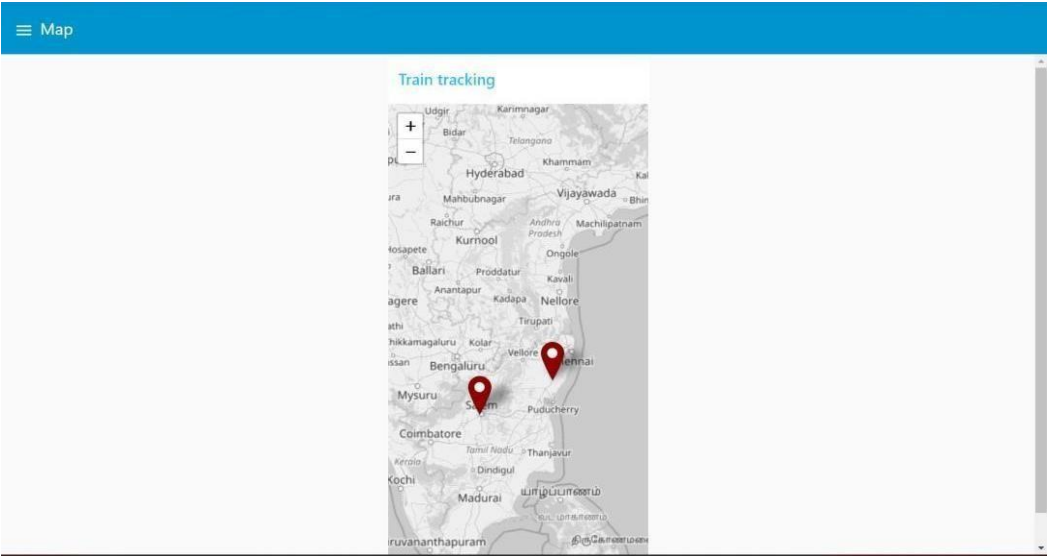 Map
Train tracking
Udgir
Karimnagar
+
Bidar
Telangana
−
Khammam
Hyderabad
Vijayawada
Mahbubnagar
Raichur
Andhra
Pradesh
Machilipatnam
Kurnool
Ongole
Ballari
Proddatur
Kavali
Anantapur
Kadapa
Nellore
Tirupati
Kolar
Vellore
Bengaluru
Mysuru
Puducherry
Coimbatore
Tamil Nadu
Thanjavur
Kerala
Dindigul
Kochi
யாழ்ப்பாணம்
Madurai